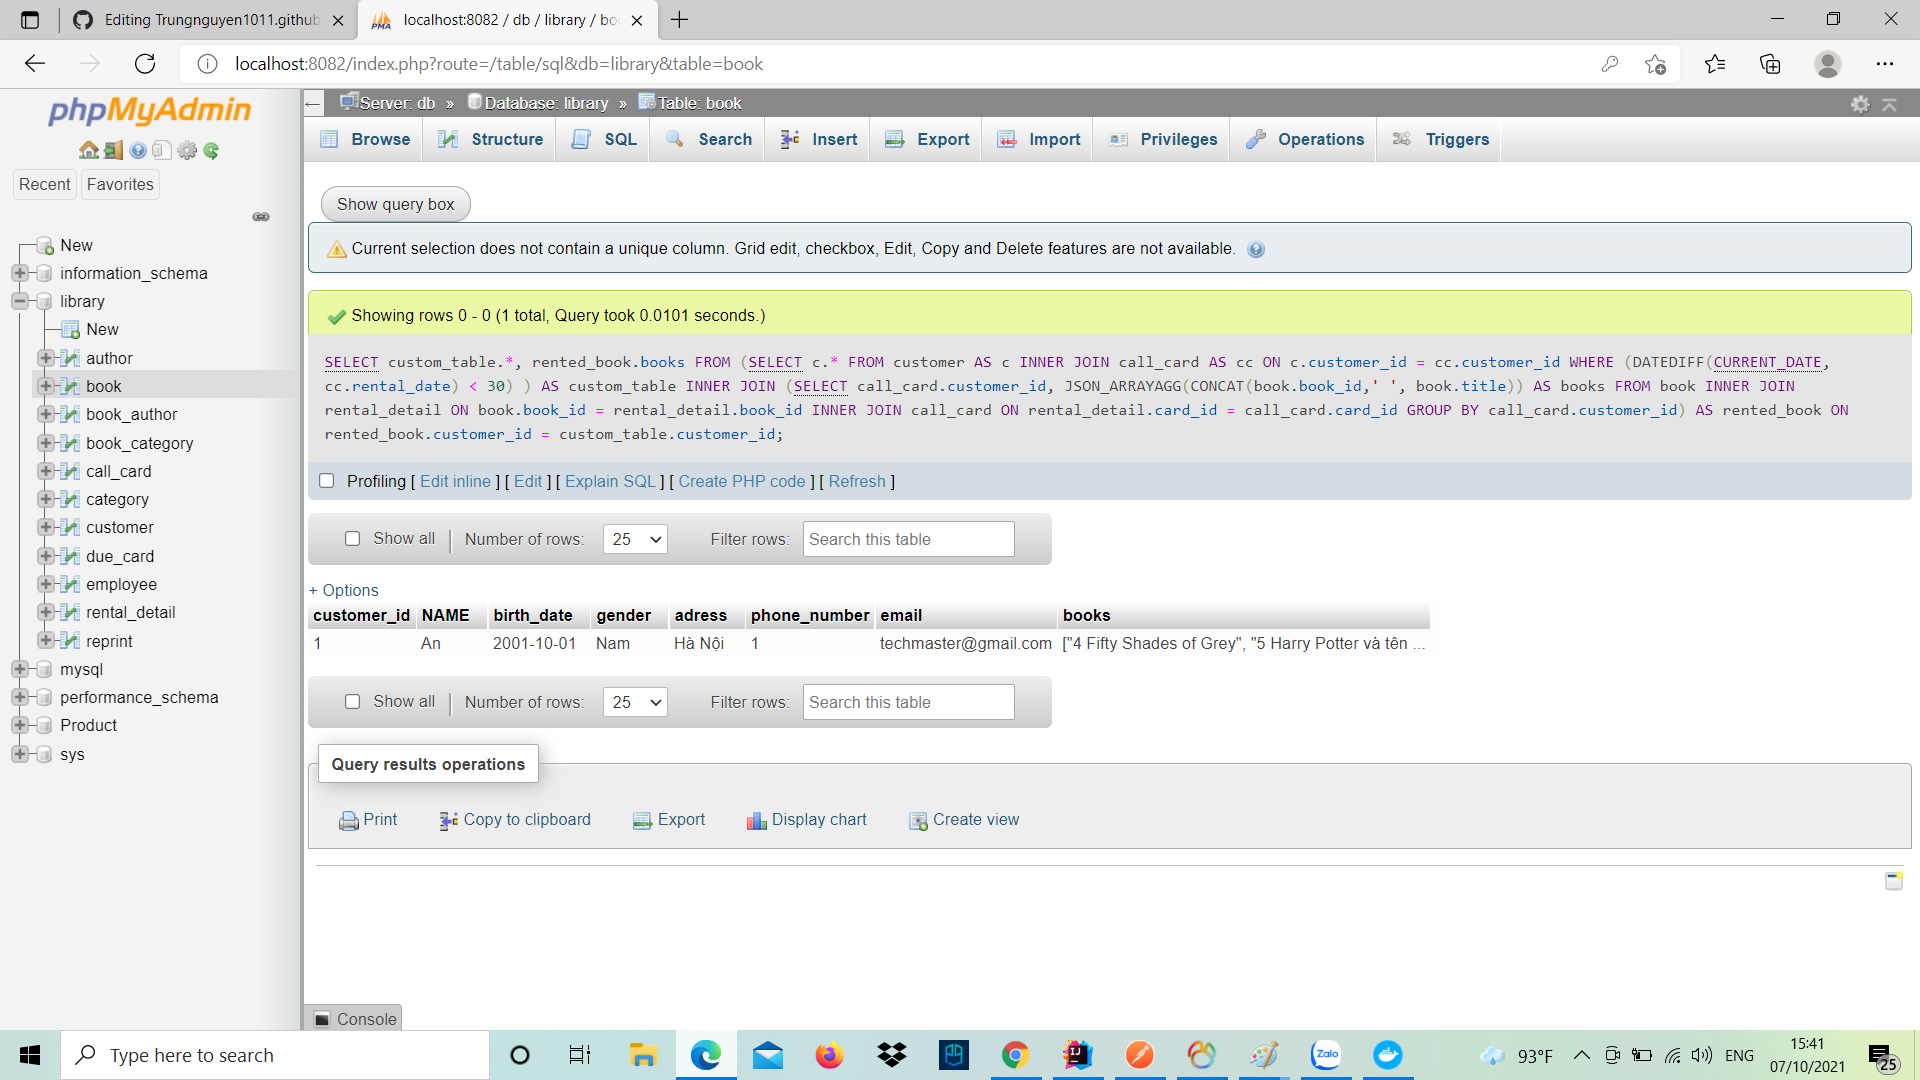 Editing Trungnguyen1011.github
localhost:8082 / db / library / bo
localhost:8082/index.php?route=/table/sql&db=library&table=book
phpMyAdmin
Recent
Favorites
New
information_schema
library
New
author
book
book_author
book_category
call_card
category
customer
due_card
employee
rental_detail
reprint
mysql
performance_schema
Product
sys
Server: db » Database: library » Table: book
Browse Structure SQL Search Insert Export Import Privileges Operations Triggers
Show query box
Current selection does not contain a unique column. Grid edit, checkbox, Edit, Copy and Delete features are not available.
Showing rows 0 - 0 (1 total, Query took 0.0101 seconds.)
SELECT custom_table.*, rented_book.books FROM (SELECT c.* FROM customer AS c INNER JOIN call_card AS cc ON c.customer_id = cc.customer_id WHERE (DATEDIFF(CURRENT_DATE,
cc.rental_date) < 30) ) AS custom_table INNER JOIN (SELECT call_card.customer_id, JSON_ARRAYAGG(CONCAT(book.book_id,' ', book.title)) AS books FROM book INNER JOIN
rental_detail ON book.book_id = rental_detail.book_id INNER JOIN call_card ON rental_detail.card_id = call_card.card_id GROUP BY call_card.customer_id) AS rented_book ON
rented_book.customer_id = custom_table.customer_id;
Profiling [ Edit inline ] [ Edit ] [ Explain SQL ] [ Create PHP code ] [ Refresh ]
Show all | Number of rows: 25 Filter rows: Search this table
+ Options
customer_id NAME birth_date gender adress phone_number email books
1 An 2001-10-01 Nam Hà Nội 1 techmaster@gmail.com ["4 Fifty Shades of Grey", "5 Harry Potter và tên ...
Show all | Number of rows: 25 Filter rows: Search this table
Query results operations
Print Copy to clipboard Export Display chart Create view
Console
Type here to search
Zalo
93°F
ENG
15:41
07/10/2021
25